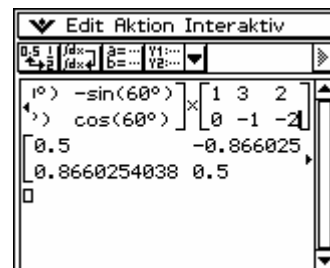 Edit Aktion Interaktiv
°) -sin(60°)]×[1 3 2
°) cos(60°)] [0 -1 -2]
[0.5 -0.866025
[0.8660254038 0.5